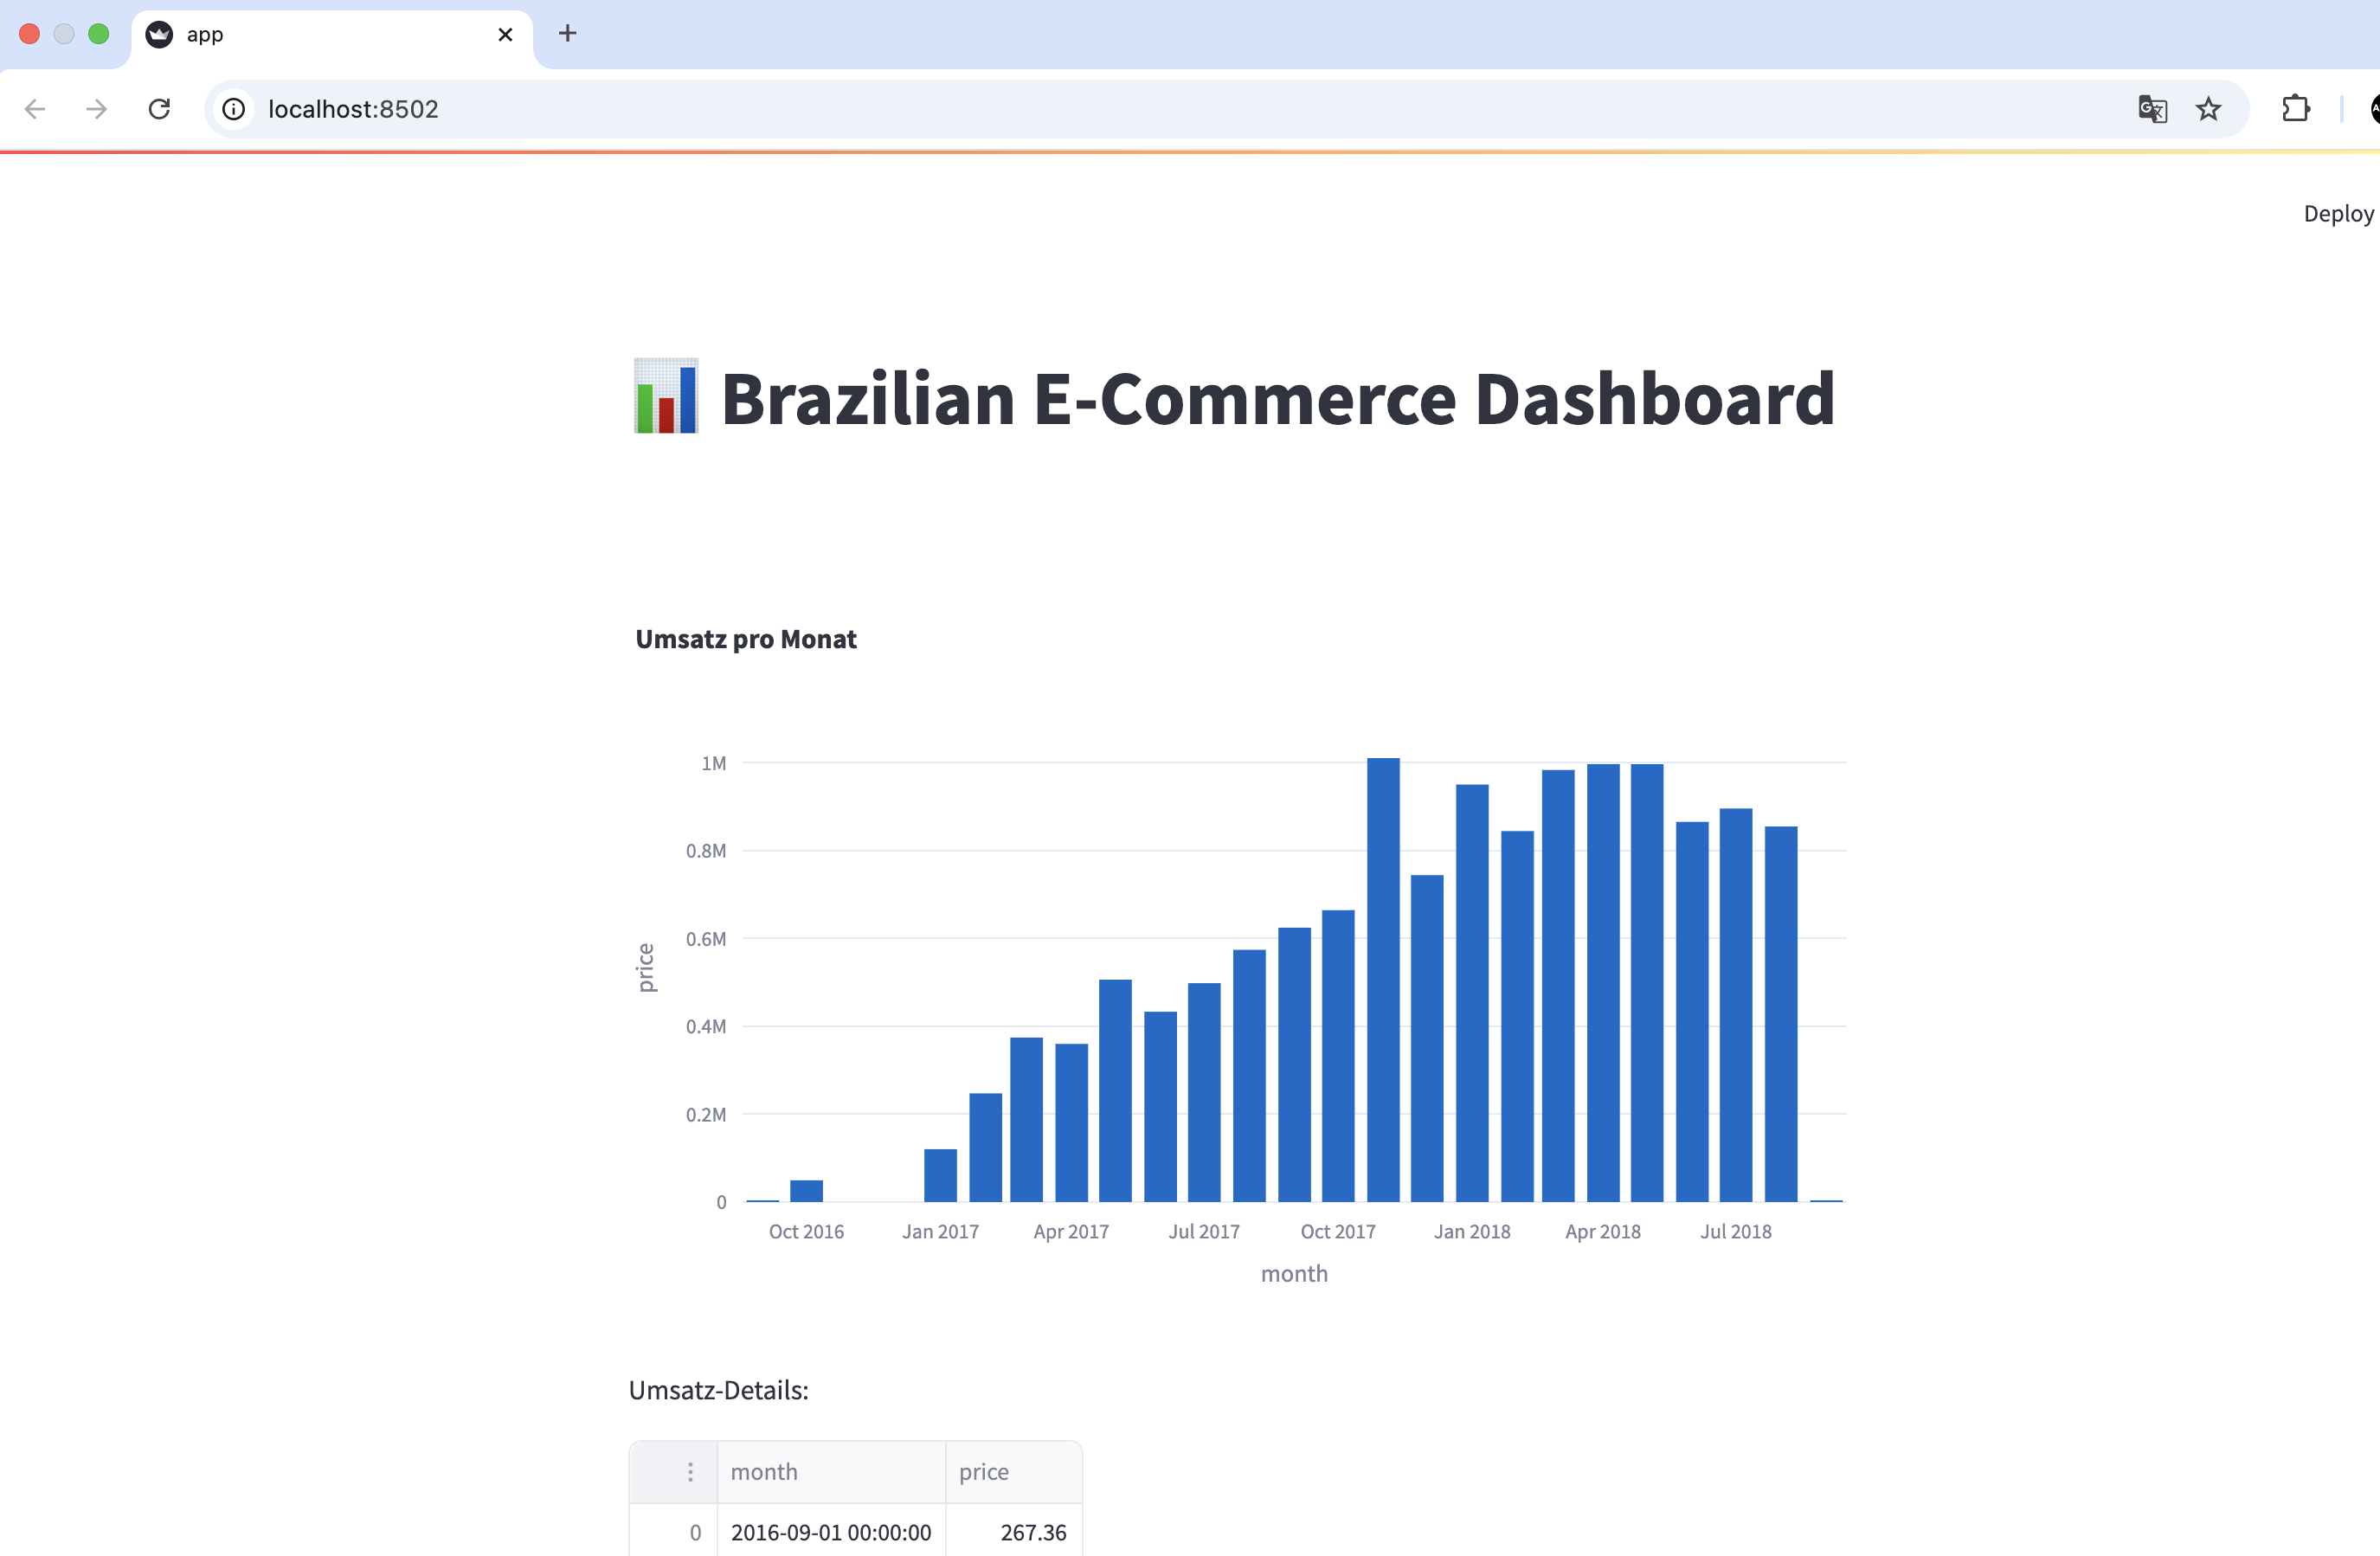 app
localhost:8502
Deploy
Brazilian E-Commerce Dashboard
Umsatz pro Monat
1M
0.8M
0.6M
0.4M
0.2M
0
price
Oct 2016 Jan 2017 Apr 2017 Jul 2017 Oct 2017 Jan 2018 Apr 2018 Jul 2018
month
Umsatz-Details:
month price
0 2016-09-01 00:00:00 267.36